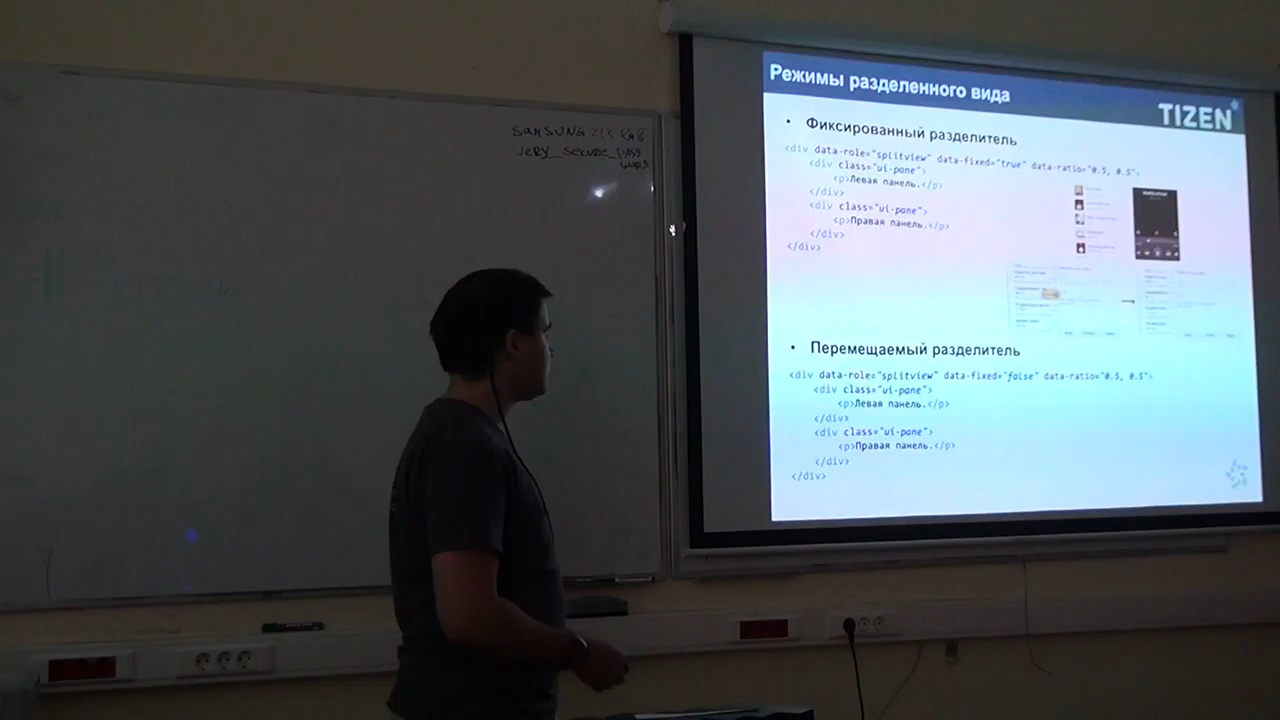 SAMSUNG
very_secure_pass
Режимы разделенного вида
TIZEN
• Фиксированный разделитель
<div data-role="splitview" data-fixed="true" data-ratio="0.5, 0.5">
<div class="ui-pane">
<p>Левая панель.</p>
</div>
<div class="ui-pane">
<p>Правая панель.</p>
</div>
</div>
• Перемещаемый разделитель
<div data-role="splitview" data-fixed="false" data-ratio="0.5, 0.5">
<div class="ui-pane">
<p>Левая панель.</p>
</div>
<div class="ui-pane">
<p>Правая панель.</p>
</div>
</div>